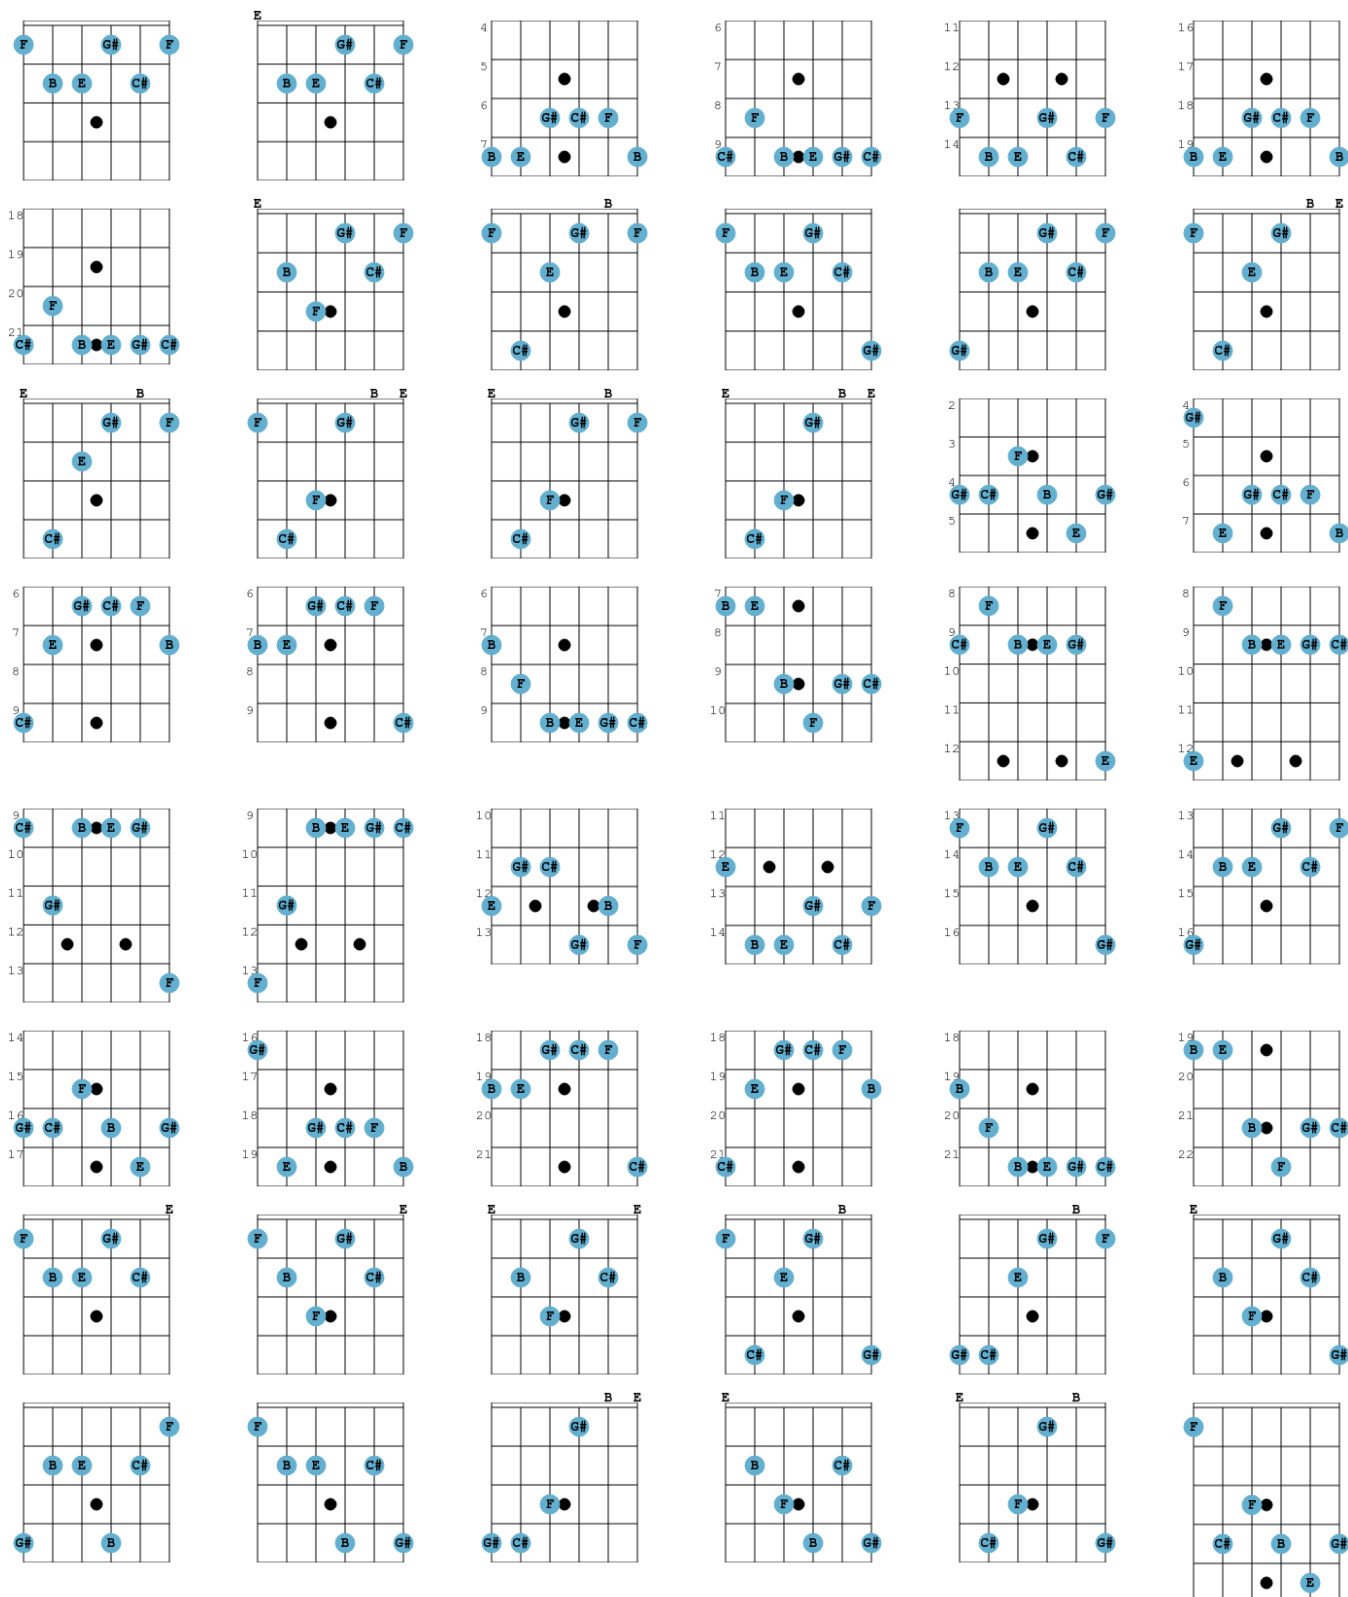 E
4 6 11 16
F G# F G# F
5 7 12 17
B E C# B E C#
6 8 13 18
G# C# F F F G# F G# C# F
7 9 14 19
B E B C# B E G# C# B E C# B E B
18 E B B E
19 F G# F G# F F G# G# F F G#
20 F B C# E B E C# B E C# E
21 F
C# B E G# C# C# G# G# C#
E B B E E B E B E
2 4
F G# F G# G# F G# G#
3 5
E F
4 6
F F F G# C# B G# G# C# F
5 7
C# C# C# C# E E B
6 6 6 7 8 8
G# C# F G# C# F B E F F
7 7 7 8 9 9
E B B E B C# B E G# B E G# C#
8 8 8 9 10 10
F B G# C#
9 9 9 10 11 11
C# C# B E G# C# F
12 12
E E
9 9 10 11 13 13
C# B E G# B E G# C# F G# G# F
10 10 11 12 14 14
G# C# E B E C# B E C#
11 11 12 13 15 15
G# G# E B G# F
12 12 13 14 16 16
G# F B E C# G# G#
13 13
F F
14 16 18 18 18 19
G# G# C# F G# C# F B E
15 17 19 19 19 20
F B E E B B
16 18 20 20 20 21
G# C# B G# G# C# F F B G# C#
17 19 21 21 21 22
E E B C# C# B E G# C# F
E E E E B B E
F G# F G# G# F G# G# F G#
B E C# B C# B C# E E B C#
F F F
C# G# G# C# G#
B E E E B
F F G# G# F
B E C# B E C# B C#
F F F F
G# B B G# G# C# B G# C# G# C# B G#
E